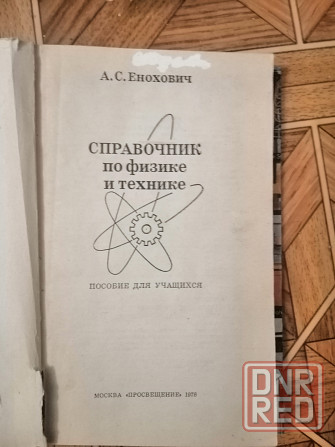 А. С. ЕНОХОВИЧ
СПРАВОЧНИК
по физике
и технике
ПОСОБИЕ ДЛЯ УЧАЩИХСЯ
МОСКВА «ПРОСВЕЩЕНИЕ» 1976
DNR
RED